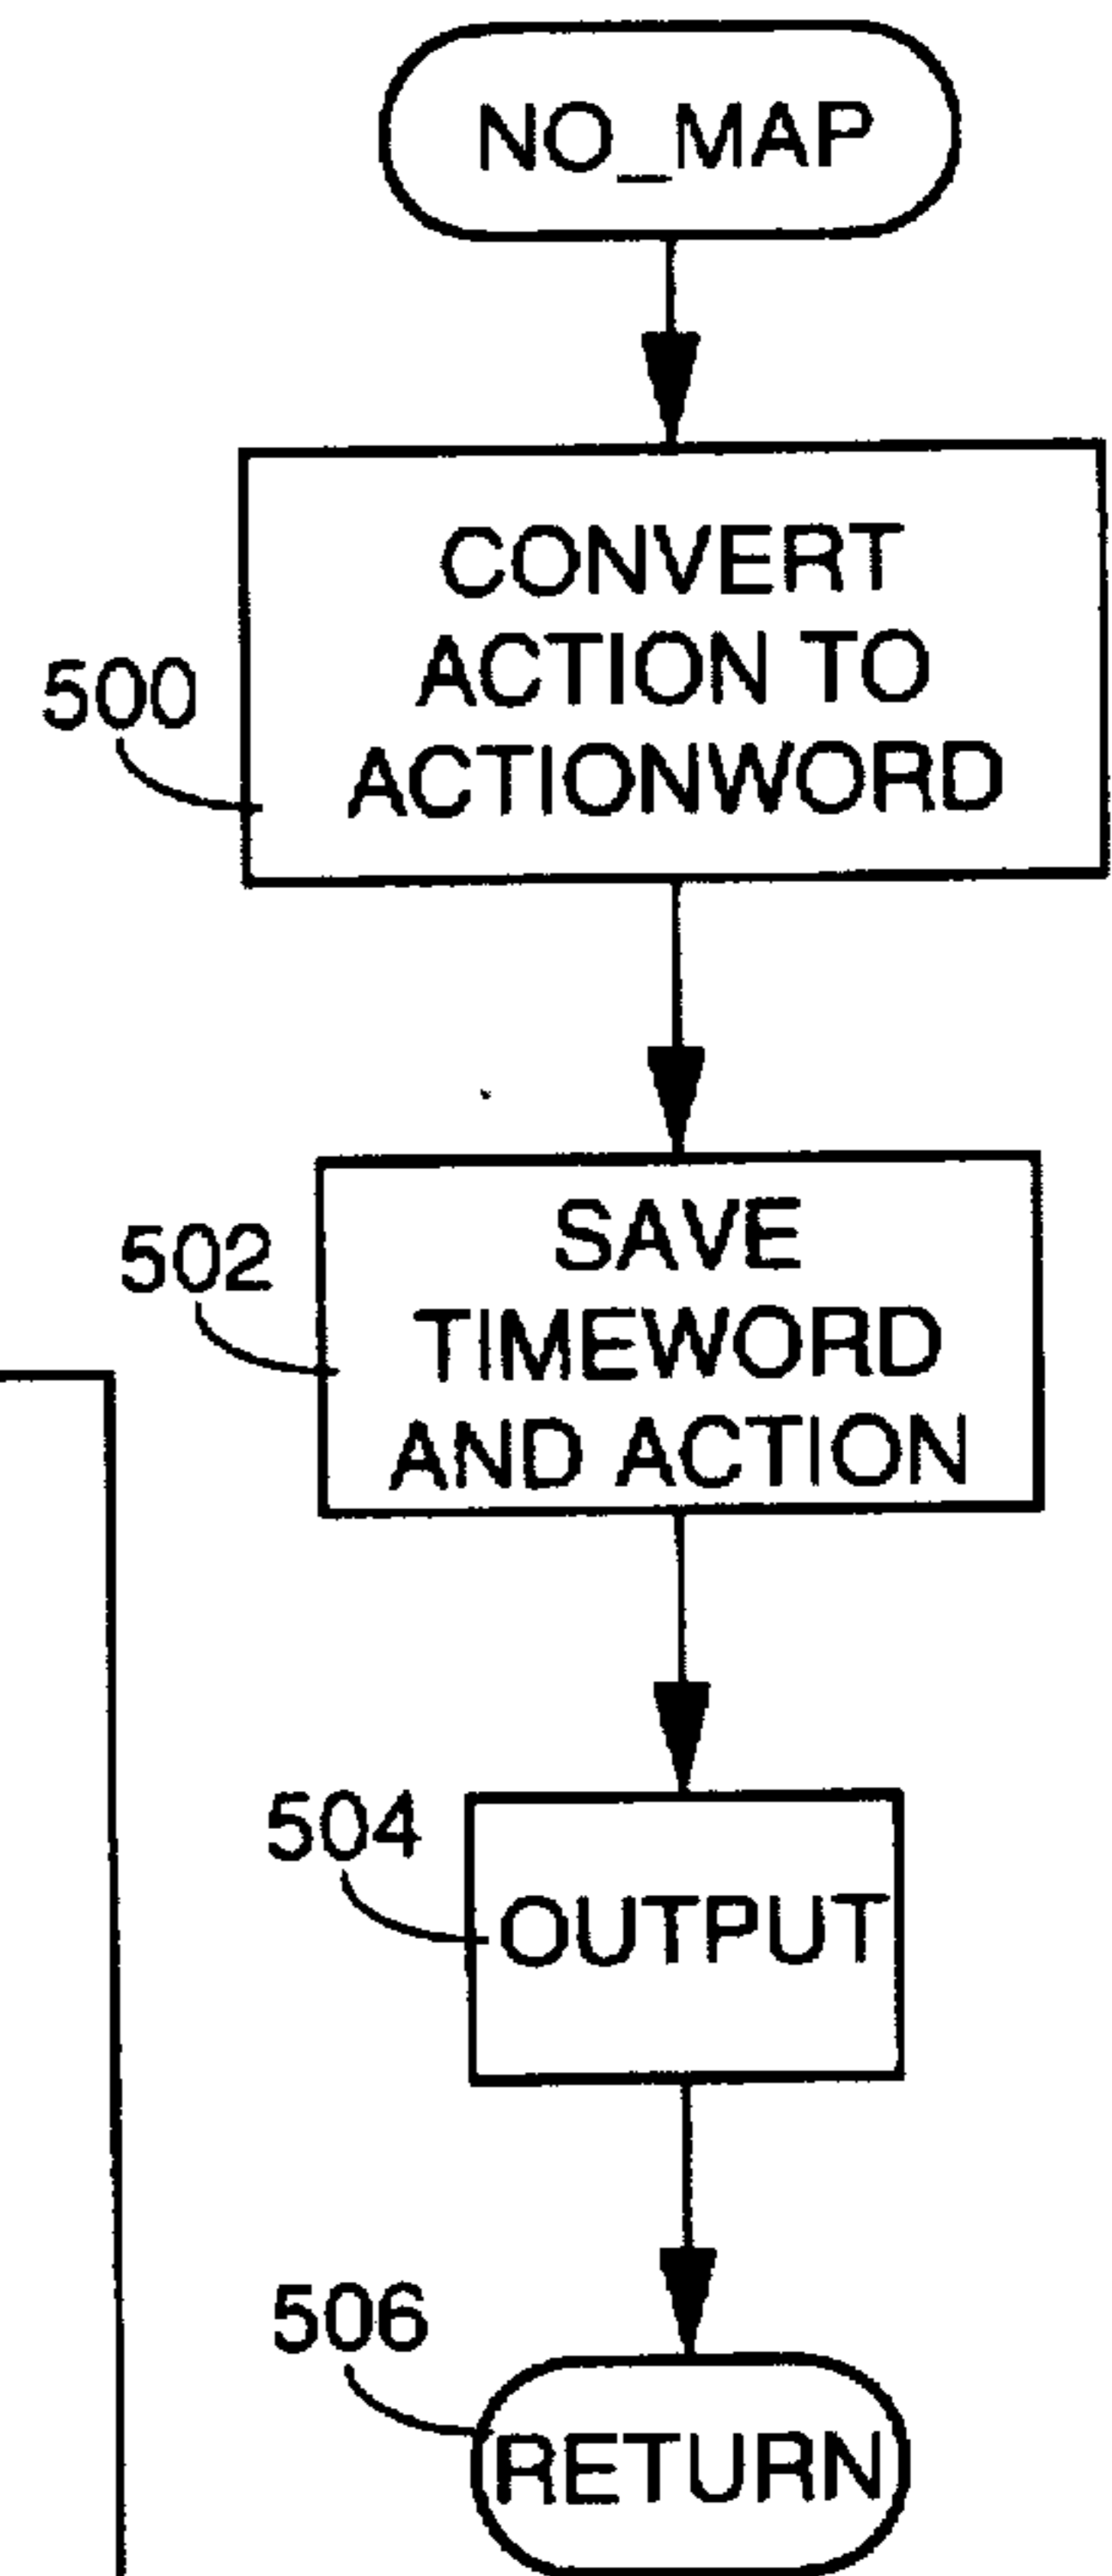 NO_MAP
500
CONVERT
ACTION TO
ACTIONWORD
502
SAVE
TIMEWORD
AND ACTION
504
OUTPUT
506
RETURN